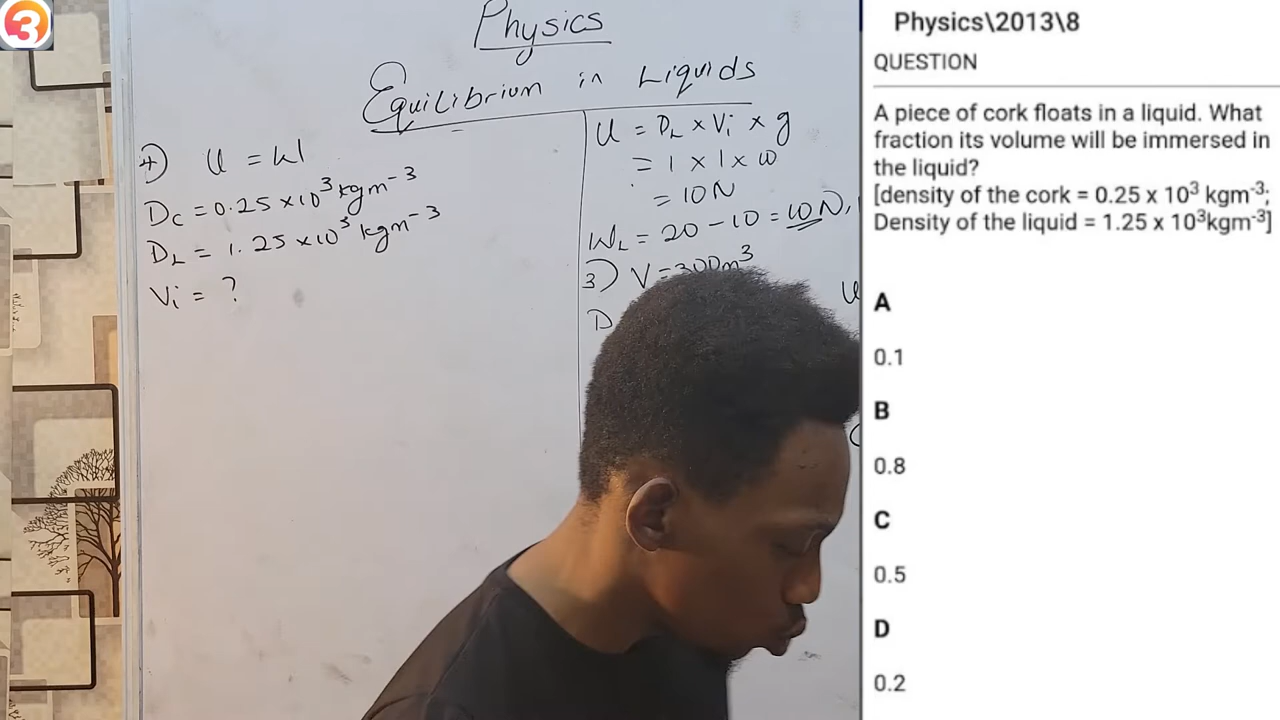 3
Physics
Equilibrium in Liquids
4) U = W
Dc = 0.25 x 10³ kgm⁻³
DL = 1.25 x 10³ kgm⁻³
Vi = ?
U = DL x Vi x g
= 1 x 1 x 10
= 10N
WL = 20 - 10 = 10N
3) V = 300m³
D
U
Physics\2013\8
QUESTION
A piece of cork floats in a liquid. What
fraction its volume will be immersed in
the liquid?
[density of the cork = 0.25 x 10³ kgm⁻³;
Density of the liquid = 1.25 x 10³kgm⁻³]
A
0.1
B
0.8
C
0.5
D
0.2